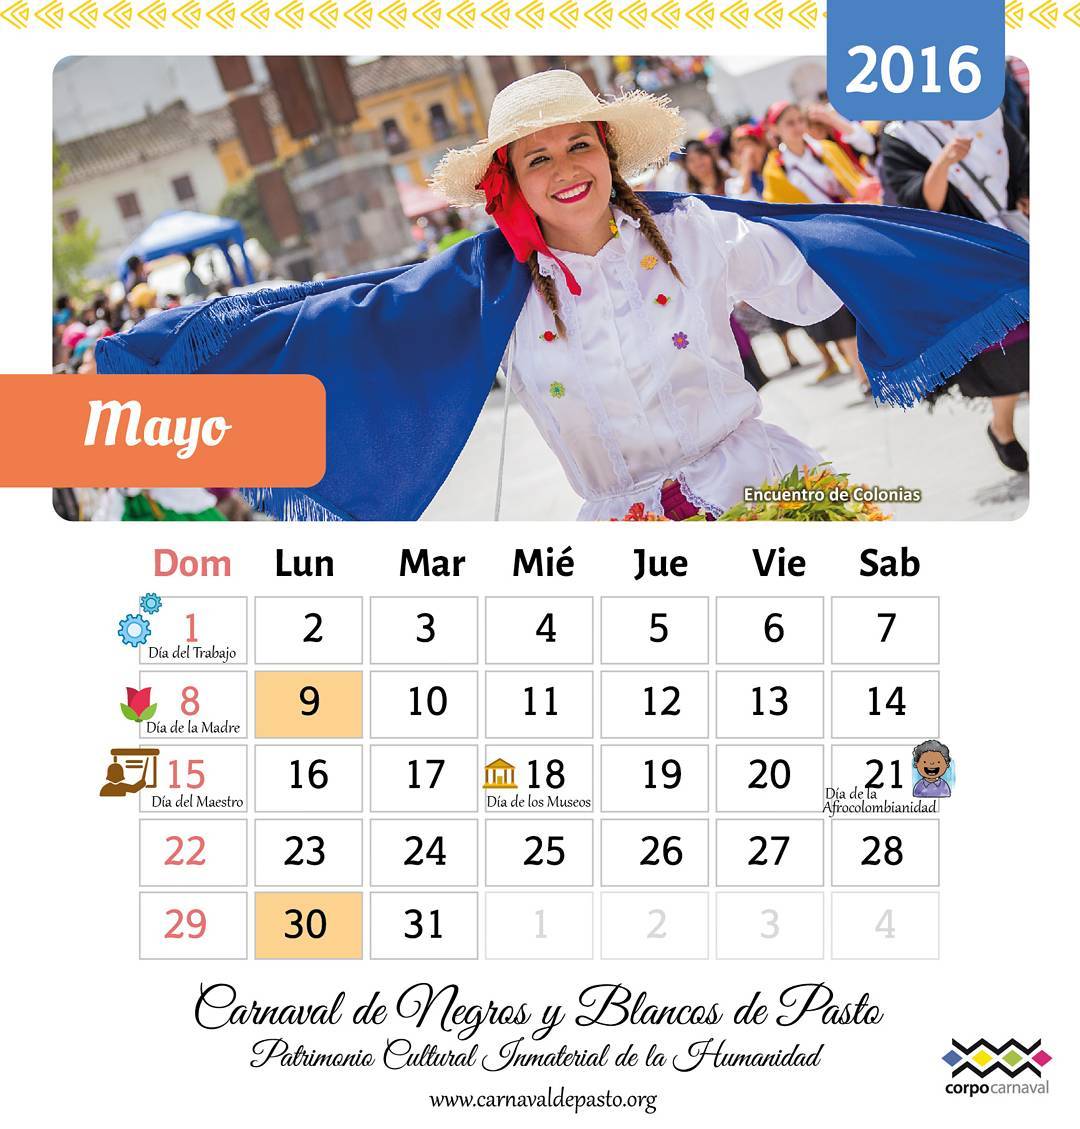 2016
Mayo
Encuentro de Colonias
Dom Lun Mar Mié Jue Vie Sab
1 2 3 4 5 6 7
Día del Trabajo
8 9 10 11 12 13 14
Día de la Madre
15 16 17 18 19 20 21
Día del Maestro Día de los Museos Día de la
Afrocolombianidad
22 23 24 25 26 27 28
29 30 31 1 2 3 4
Carnaval de Negros y Blancos de Pasto
Patrimonio Cultural Inmaterial de la Humanidad
www.carnavaldepasto.org
corpocarnaval